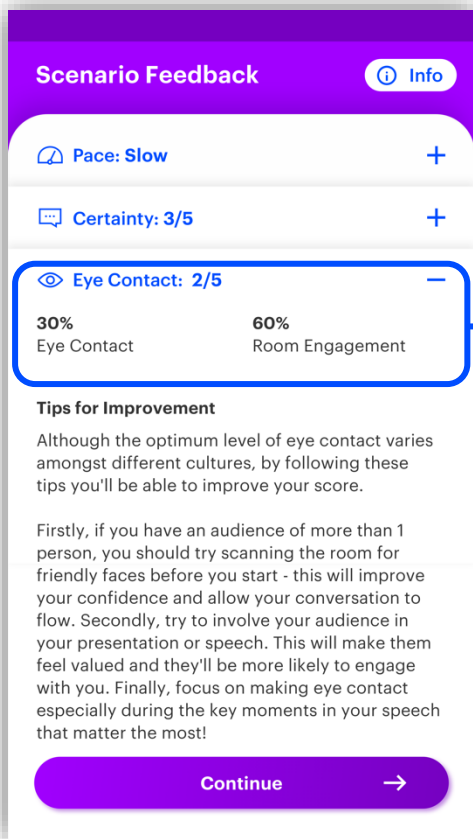 Scenario Feedback
Info
Pace: Slow
Certainty: 3/5
Eye Contact: 2/5
30% 60%
Eye Contact Room Engagement
Tips for Improvement
Although the optimum level of eye contact varies
amongst different cultures, by following these
tips you'll be able to improve your score.
Firstly, if you have an audience of more than 1
person, you should try scanning the room for
friendly faces before you start - this will improve
your confidence and allow your conversation to
flow. Secondly, try to involve your audience in
your presentation or speech. This will make them
feel valued and they'll be more likely to engage
with you. Finally, focus on making eye contact
especially during the key moments in your speech
that matter the most!
Continue